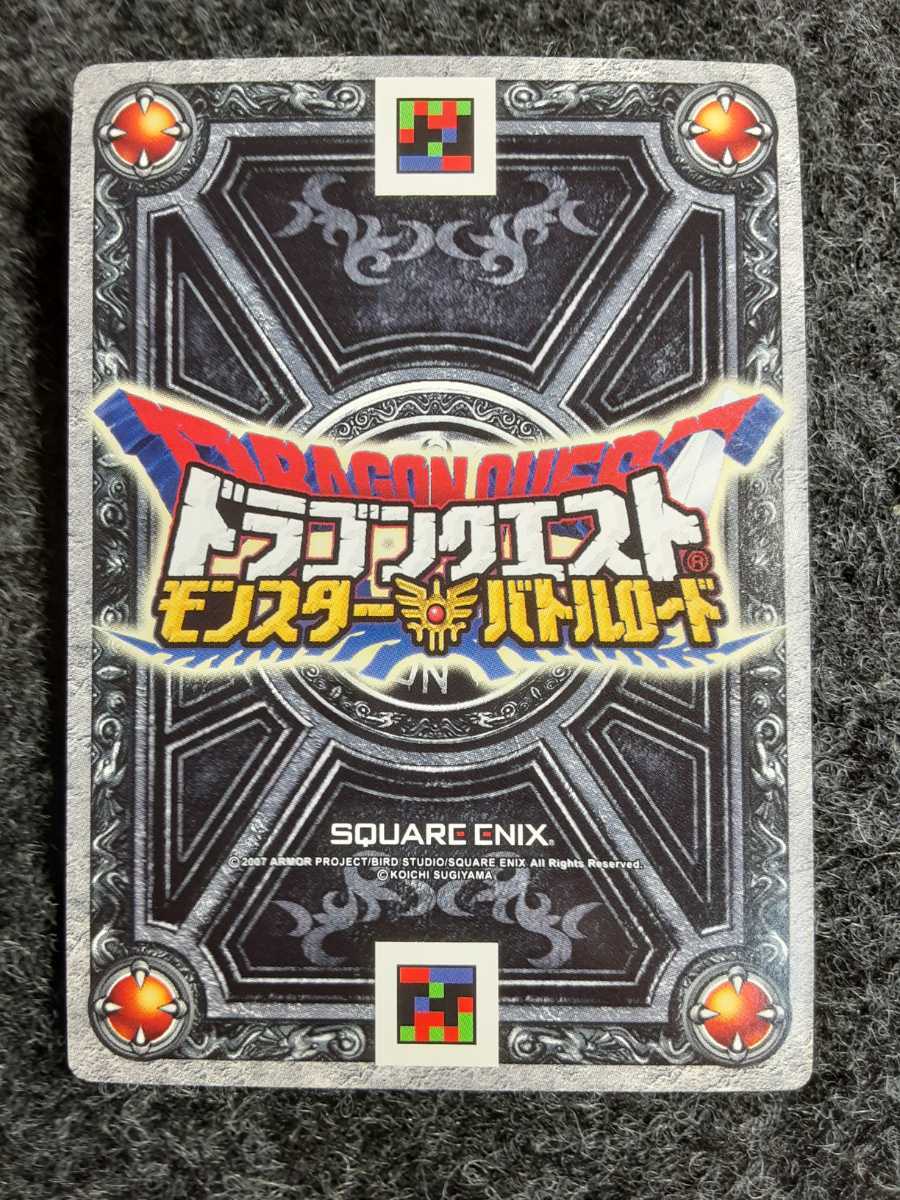 DRAGON QUEST
ドラゴンクエスト®
モンスター バトルロード
SQUARE ENIX®
© 2007 ARMOR PROJECT/BIRD STUDIO/SQUARE ENIX All Rights Reserved.
© KOICHI SUGIYAMA